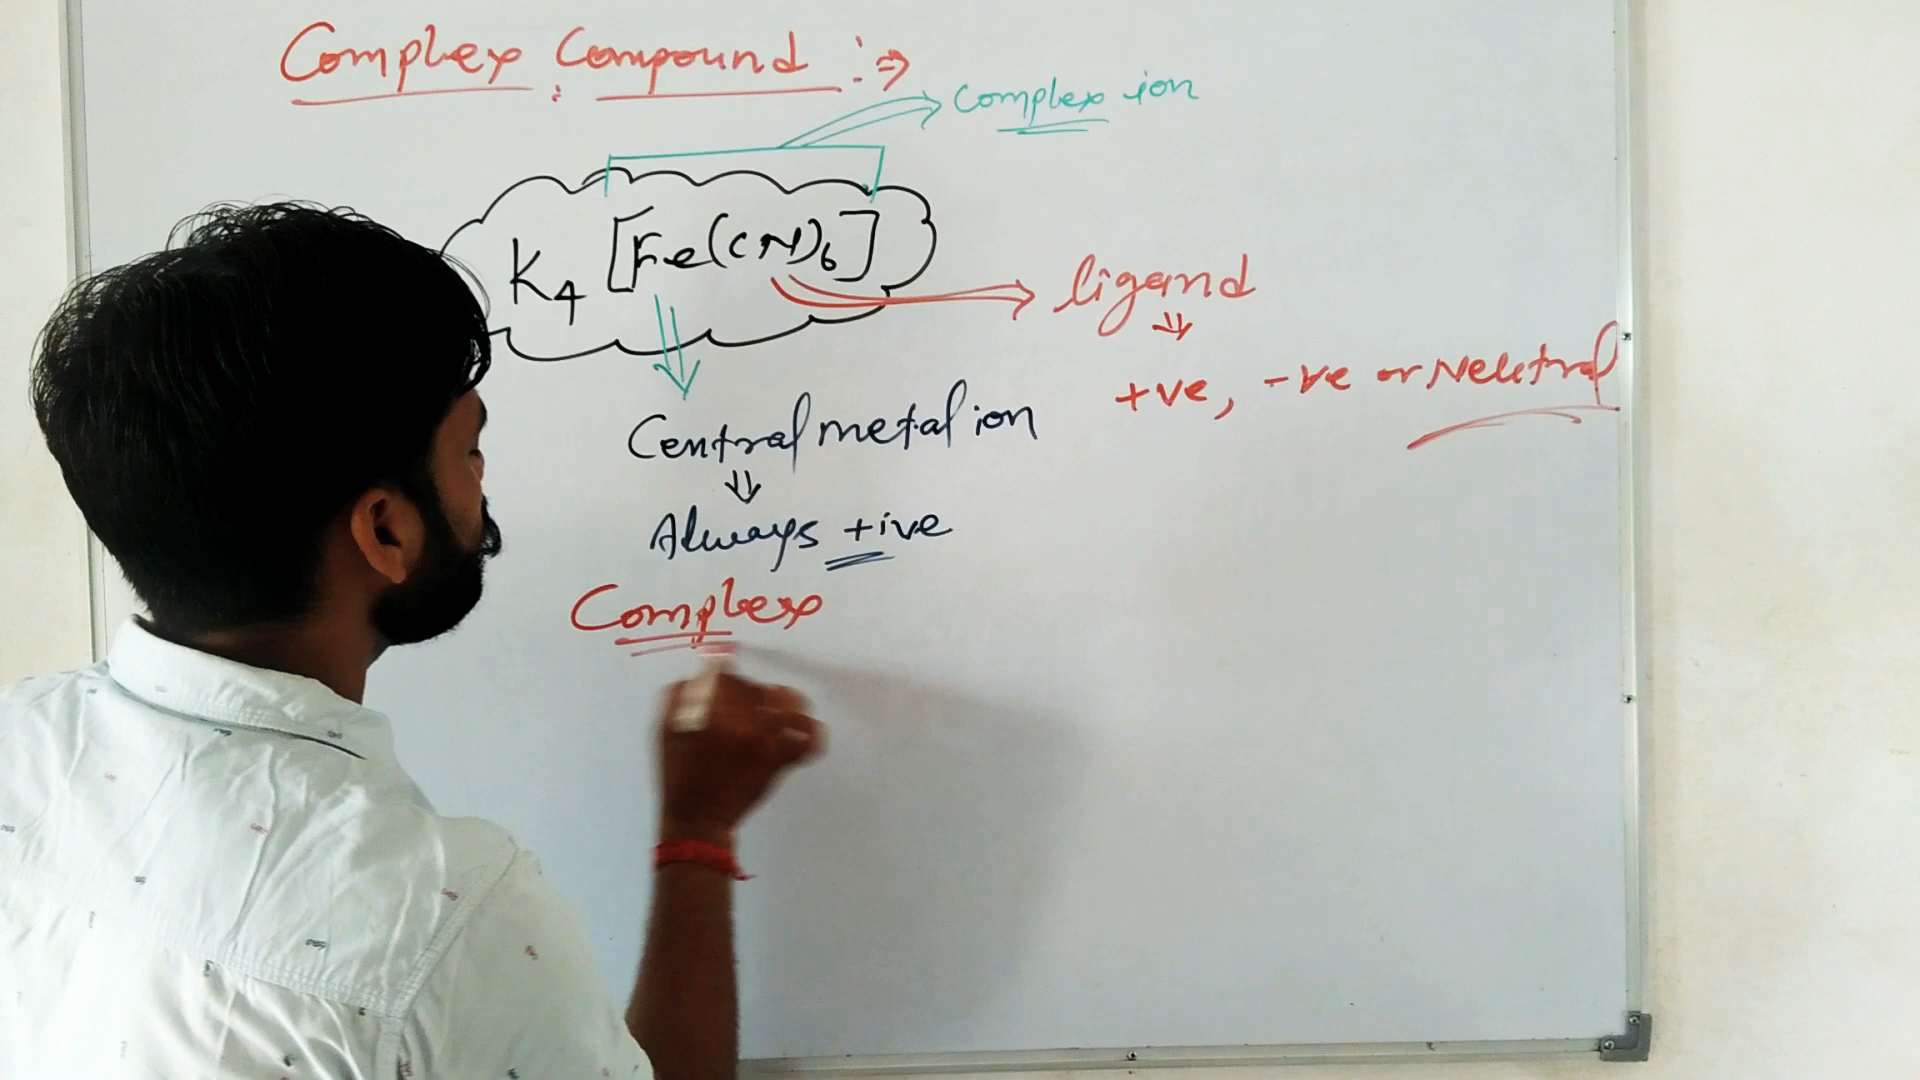 Complex Compound :⇒
Complex ion
K4 [Fe(CN)6]
ligand
⇓
+ve, -ve or Neutral
Central metal ion
⇓
Always +ive
Complex